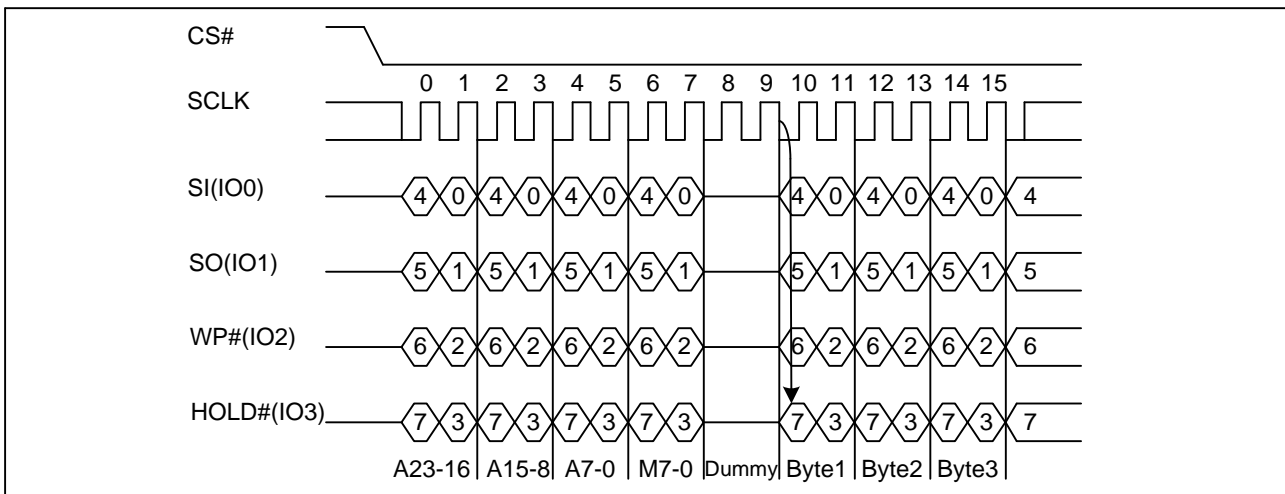 CS#
0 1 2 3 4 5 6 7 8 9 10 11 12 13 14 15
SCLK
SI(IO0) 4 0 4 0 4 0 4 0 4 0 4 0 4 0 4
SO(IO1) 5 1 5 1 5 1 5 1 5 1 5 1 5 1 5
WP#(IO2) 6 2 6 2 6 2 6 2 6 2 6 2 6 2 6
HOLD#(IO3) 7 3 7 3 7 3 7 3 7 3 7 3 7 3 7
A23-16 A15-8 A7-0 M7-0 Dummy Byte1 Byte2 Byte3